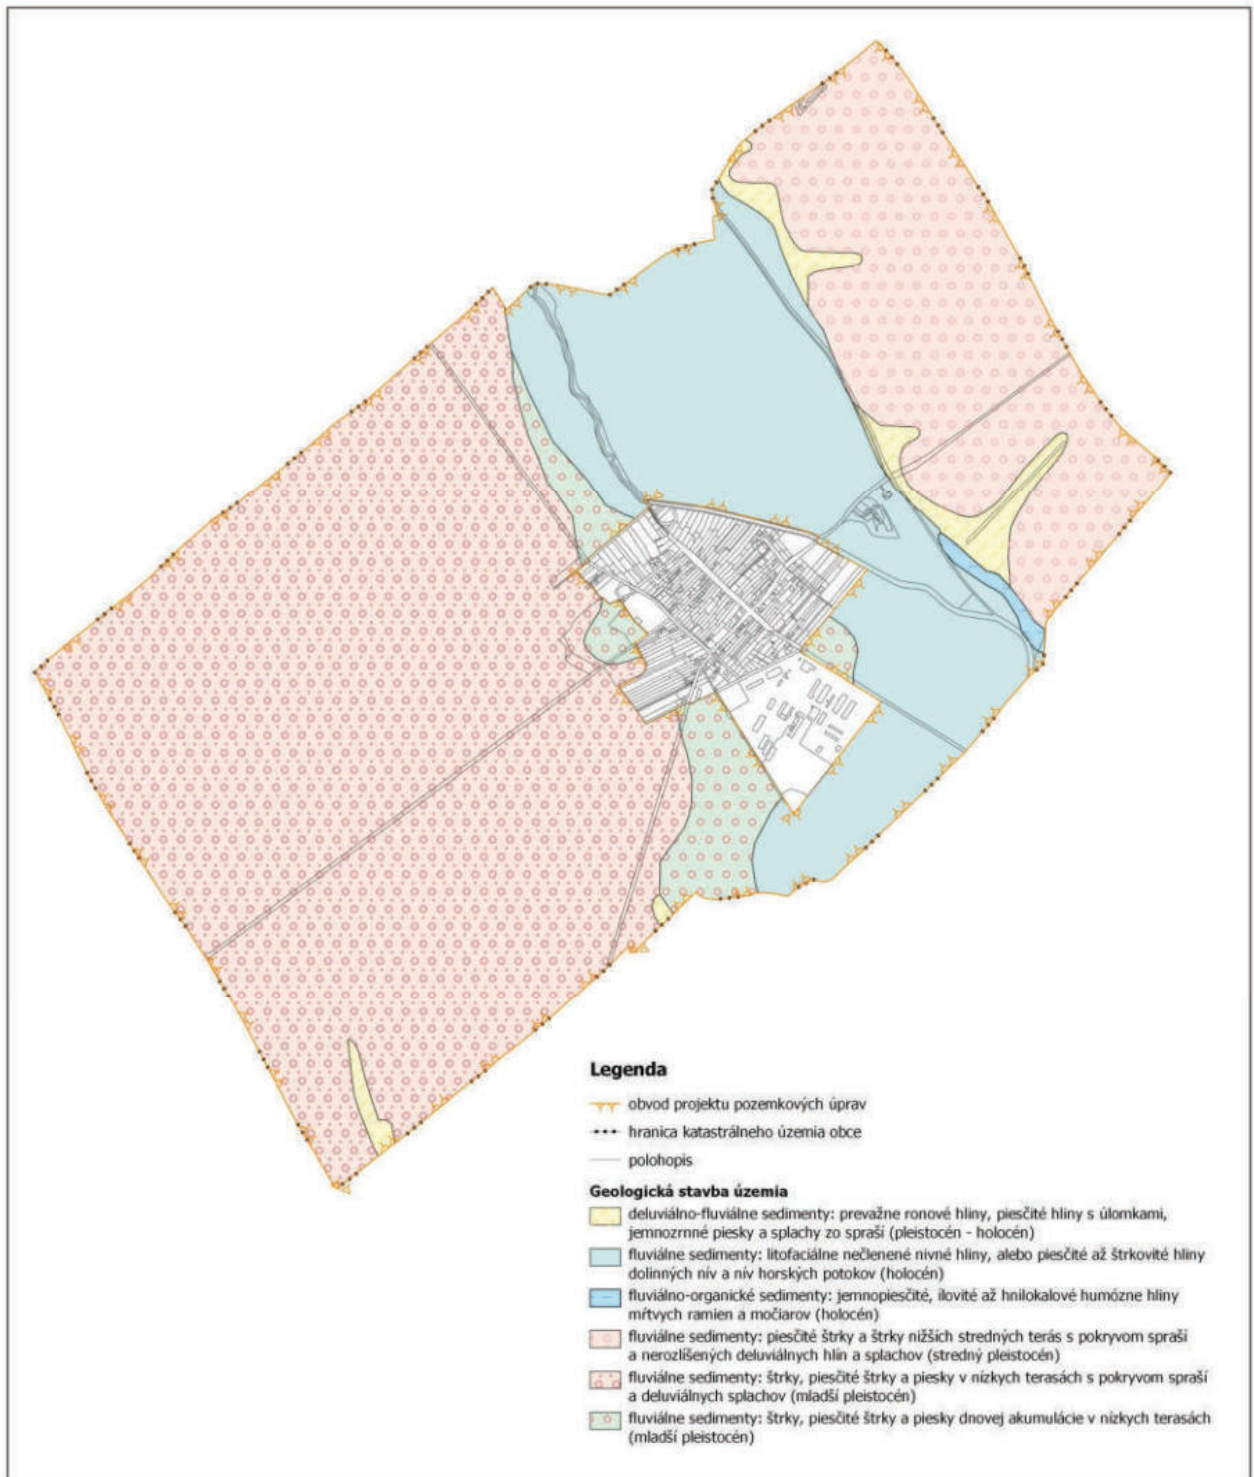 Legenda
obvod projektu pozemkových úprav
hranica katastrálneho územia obce
polohopis
Geologická stavba územia
deluviálno-fluviálne sedimenty: prevažne ronové hliny, piesčité hliny s úlomkami,
jemnozrnné piesky a splachy zo spraší (pleistocén - holocén)
fluviálne sedimenty: litofaciálne nečlenené nivné hliny, alebo piesčité až štrkovité hliny
dolinných nív a nív horských potokov (holocén)
fluviálno-organické sedimenty: jemnopiesčité, ílovité až hnilokalové humózne hliny
mŕtvych ramien a močiarov (holocén)
fluviálne sedimenty: piesčité štrky a štrky nižších stredných terás s pokryvom spraší
a nerozlíšených deluviálnych hlín a splachov (stredný pleistocén)
fluviálne sedimenty: štrky, piesčité štrky a piesky v nízkych terasách s pokryvom spraší
a deluviálnych splachov (mladší pleistocén)
fluviálne sedimenty: štrky, piesčité štrky a piesky dnovej akumulácie v nízkych terasách
(mladší pleistocén)